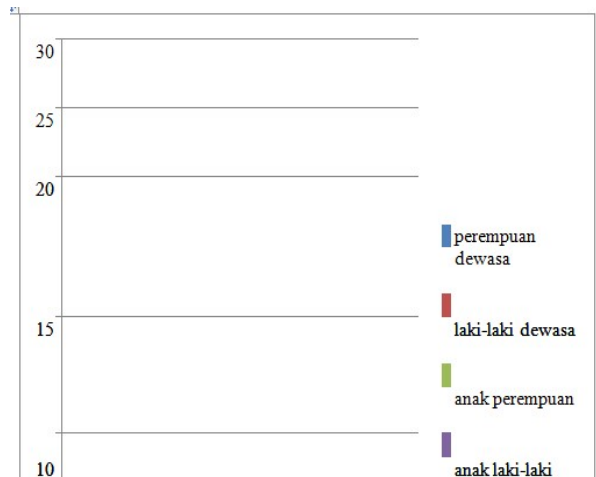 30
25
20
15
10
perempuan
dewasa
laki-laki dewasa
anak perempuan
anak laki-laki